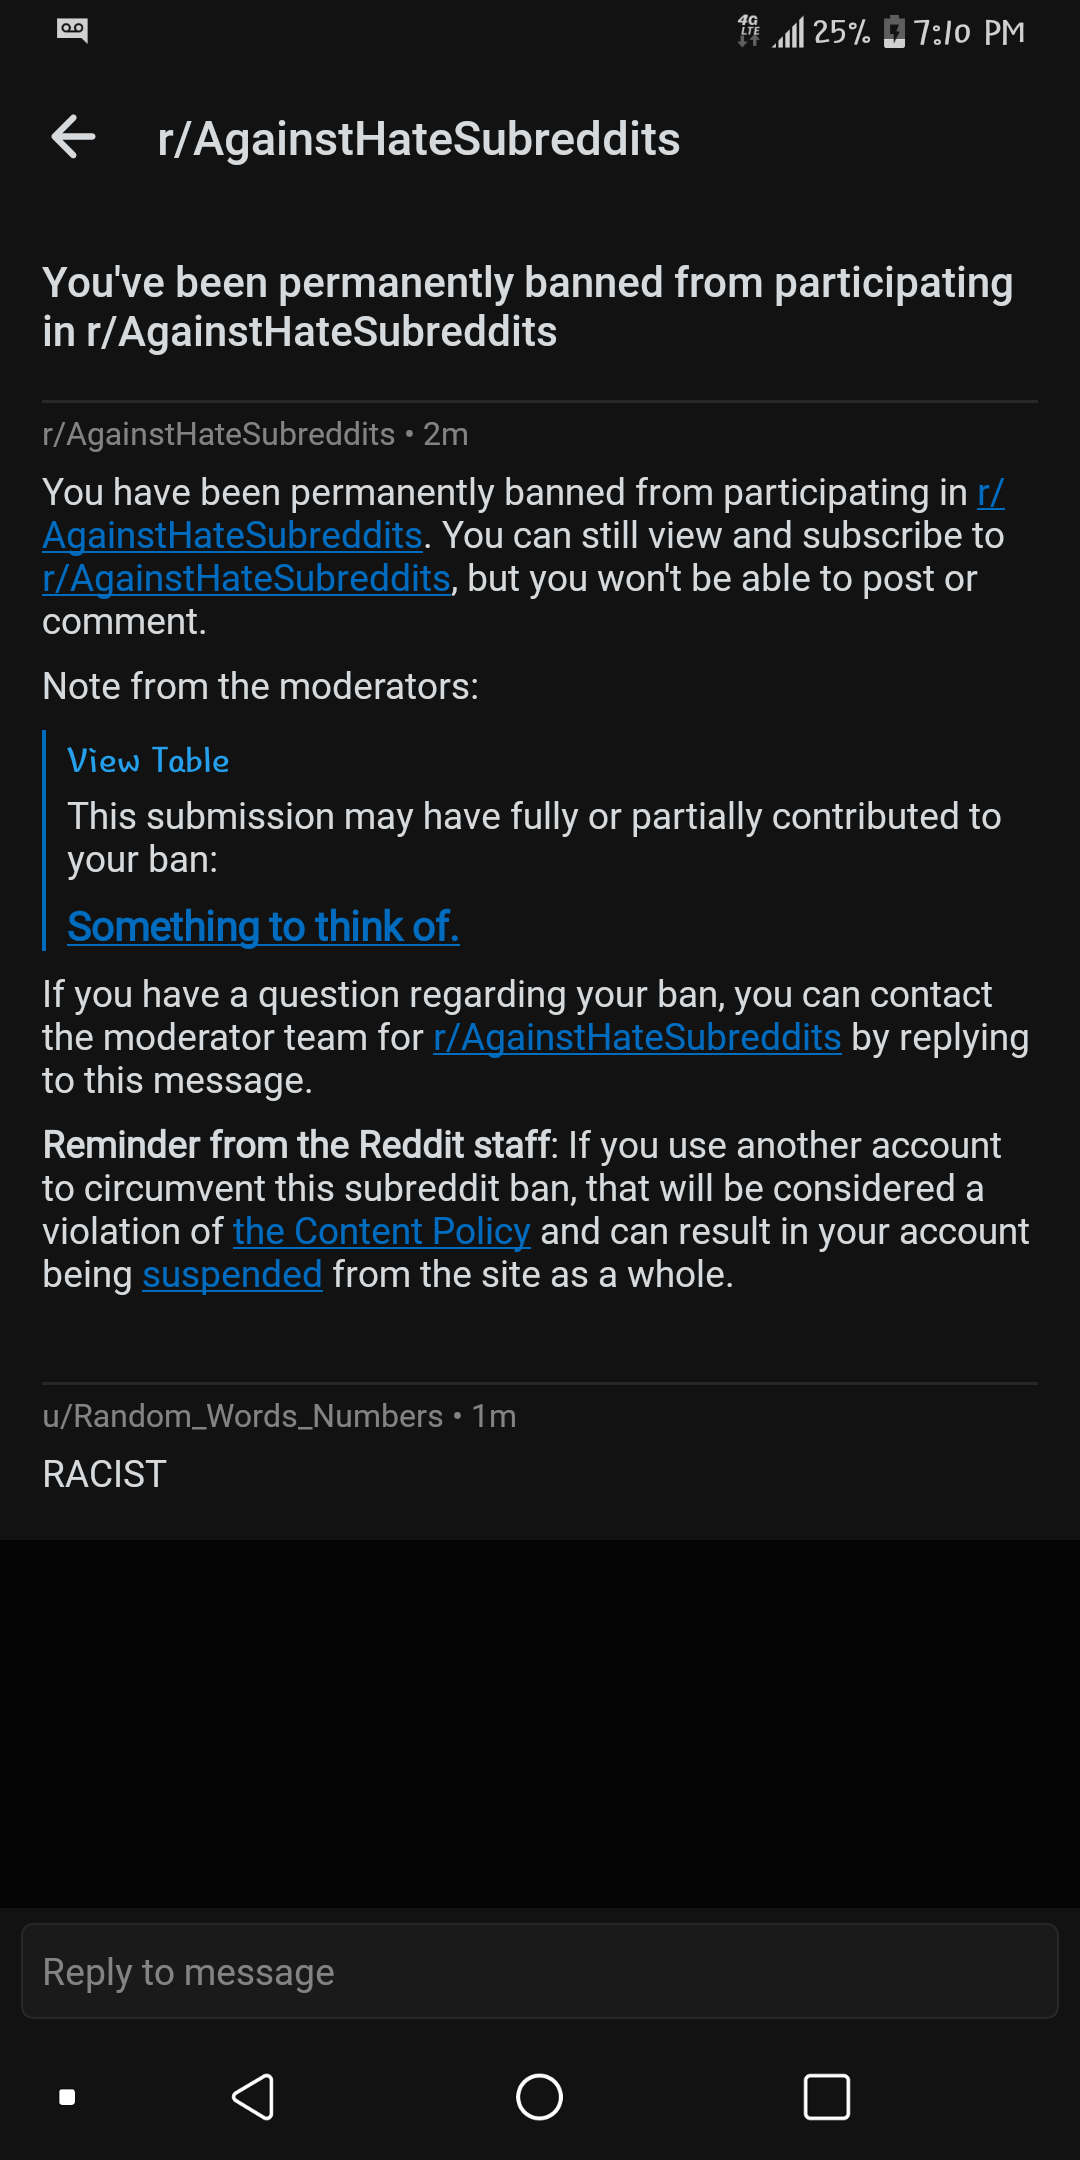 4G LTE 25% 7:10 PM
r/AgainstHateSubreddits
You've been permanently banned from participating
in r/AgainstHateSubreddits
r/AgainstHateSubreddits • 2m
You have been permanently banned from participating in r/
AgainstHateSubreddits. You can still view and subscribe to
r/AgainstHateSubreddits, but you won't be able to post or
comment.
Note from the moderators:
View Table
This submission may have fully or partially contributed to
your ban:
Something to think of.
If you have a question regarding your ban, you can contact
the moderator team for r/AgainstHateSubreddits by replying
to this message.
Reminder from the Reddit staff: If you use another account
to circumvent this subreddit ban, that will be considered a
violation of the Content Policy and can result in your account
being suspended from the site as a whole.
u/Random_Words_Numbers • 1m
RACIST
Reply to message